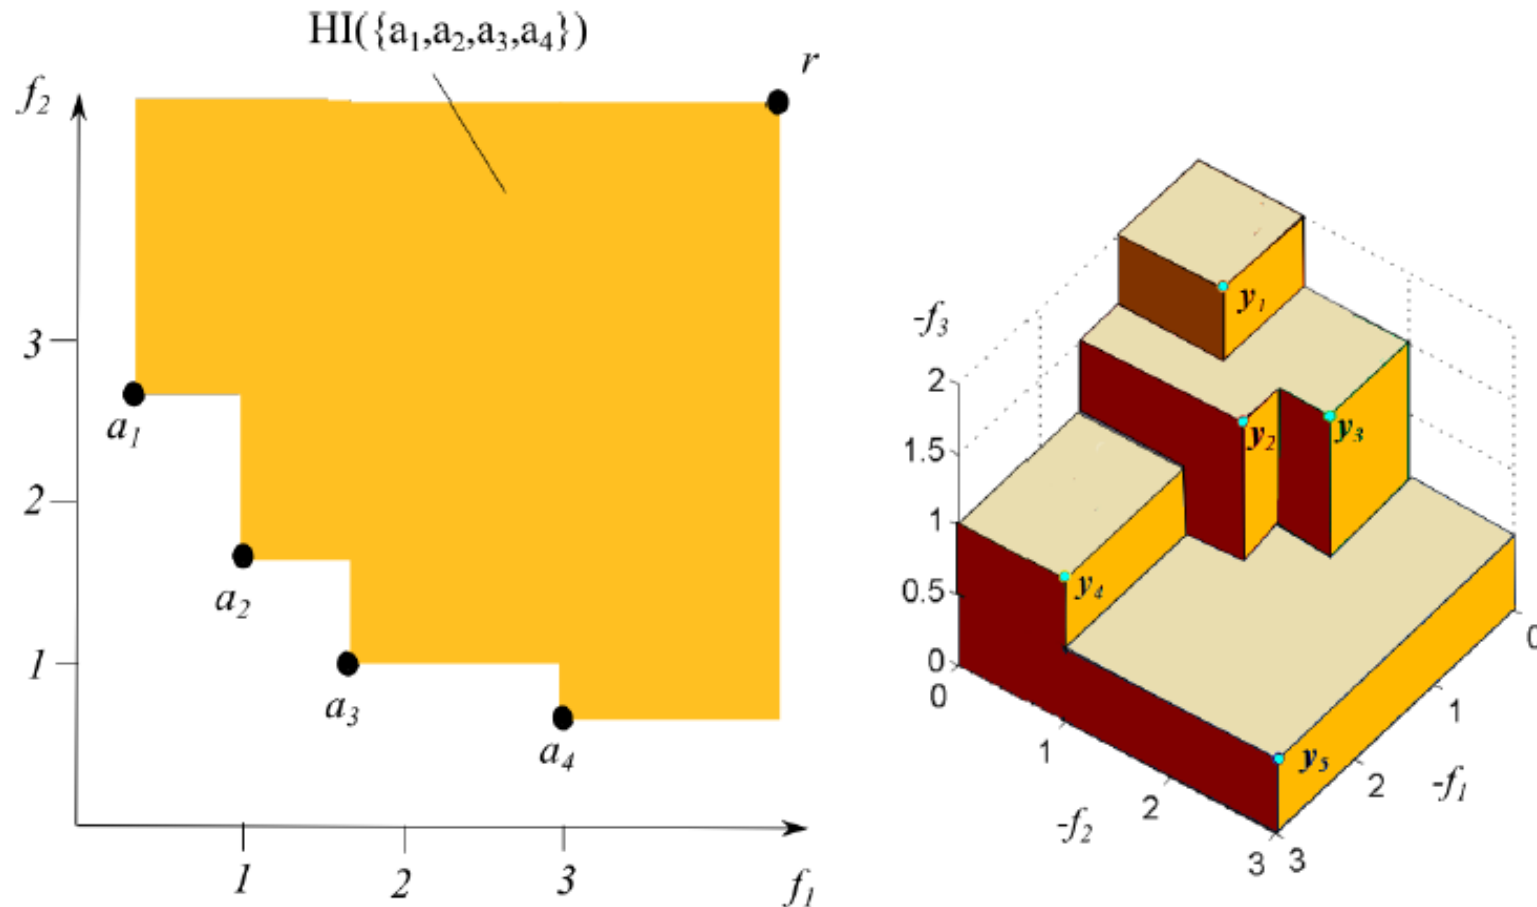 HI({a₁,a₂,a₃,a₄})
r
f₂
3
a₁
2
a₂
1
a₃
a₄
1
2
3
f₁
-f₃
y₁
2
y₂
y₃
1.5
1
y₄
0.5
0
0
0
1
1
y₅
2
-f₁
-f₂
2
3
3